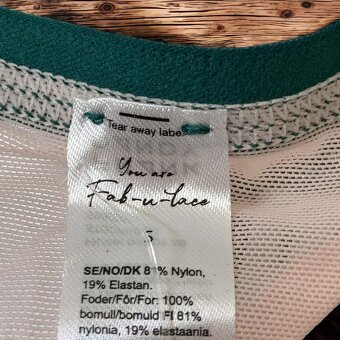 Tear away label
You are
Fab-u-lace
S
SE/NO/DK 81% Nylon,
19% Elastan.
Foder/Fôr/For: 100%
bomull/bomuld FI 81%
nylonia, 19% elastaania.